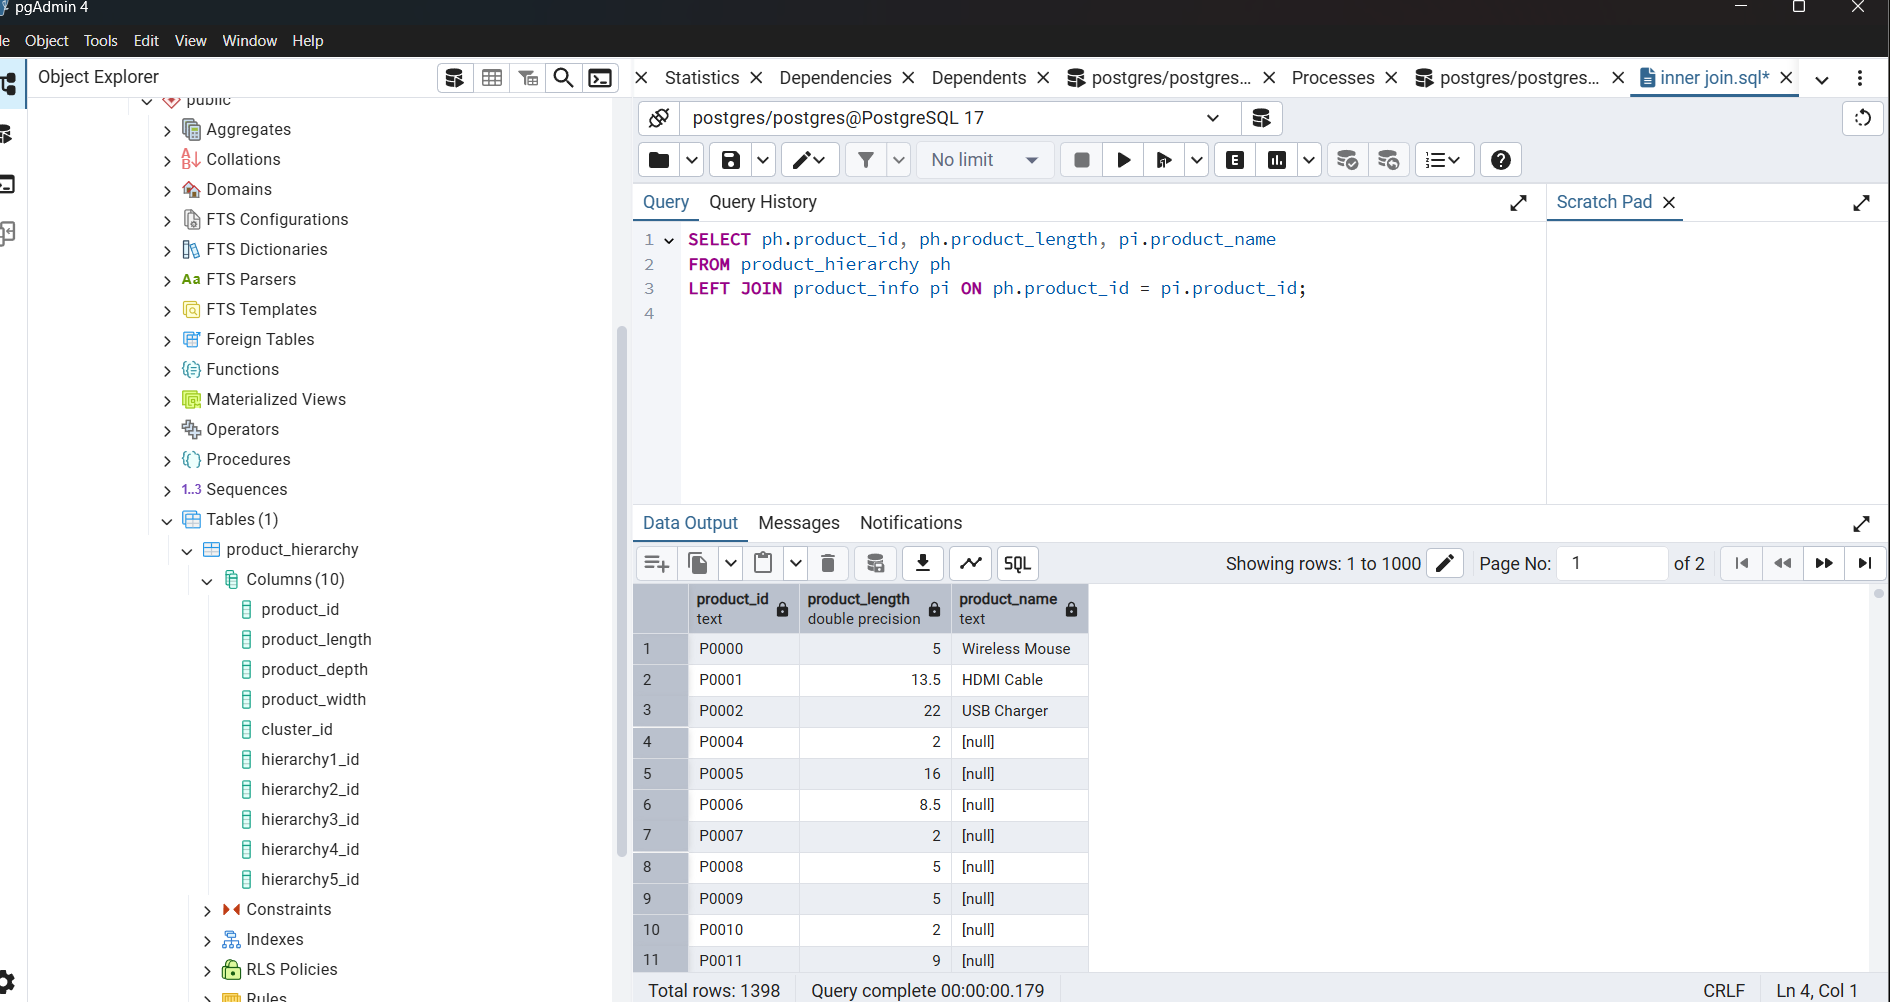 pgAdmin 4
le Object Tools Edit View Window Help
Object Explorer
public
Aggregates
Collations
Domains
FTS Configurations
FTS Dictionaries
Aa FTS Parsers
FTS Templates
Foreign Tables
Functions
Materialized Views
Operators
Procedures
1..3 Sequences
Tables (1)
product_hierarchy
Columns (10)
product_id
product_length
product_depth
product_width
cluster_id
hierarchy1_id
hierarchy2_id
hierarchy3_id
hierarchy4_id
hierarchy5_id
Constraints
Indexes
RLS Policies
Rules
Statistics Dependencies Dependents postgres/postgres... Processes postgres/postgres... inner join.sql*
postgres/postgres@PostgreSQL 17
No limit E
Query Query History
Scratch Pad
1 SELECT ph.product_id, ph.product_length, pi.product_name
2 FROM product_hierarchy ph
3 LEFT JOIN product_info pi ON ph.product_id = pi.product_id;
4
Data Output Messages Notifications
SQL Showing rows: 1 to 1000 Page No: 1 of 2
product_id product_length product_name
text double precision text
1 P0000 5 Wireless Mouse
2 P0001 13.5 HDMI Cable
3 P0002 22 USB Charger
4 P0004 2 [null]
5 P0005 16 [null]
6 P0006 8.5 [null]
7 P0007 2 [null]
8 P0008 5 [null]
9 P0009 5 [null]
10 P0010 2 [null]
11 P0011 9 [null]
Total rows: 1398 Query complete 00:00:00.179 CRLF Ln 4, Col 1